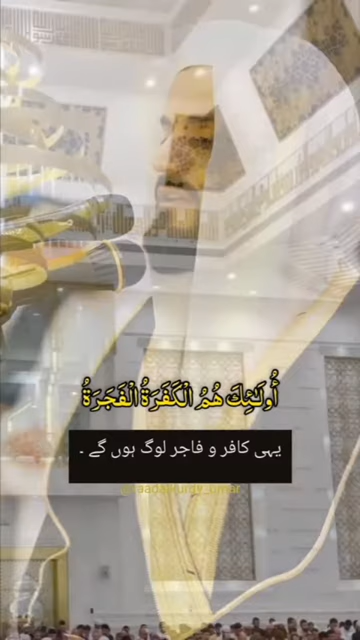 أُولَـٰئِكَ هُمُ الْكَفَرَةُ الْفَجَرَةُ
یہی کافر و فاجر لوگ ہوں گے ۔